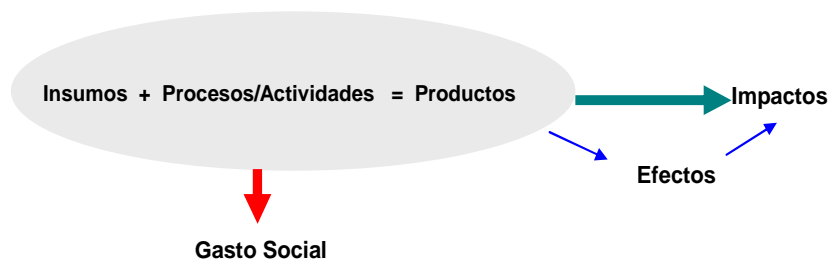 Insumos + Procesos/Actividades = Productos
Impactos
Efectos
Gasto Social